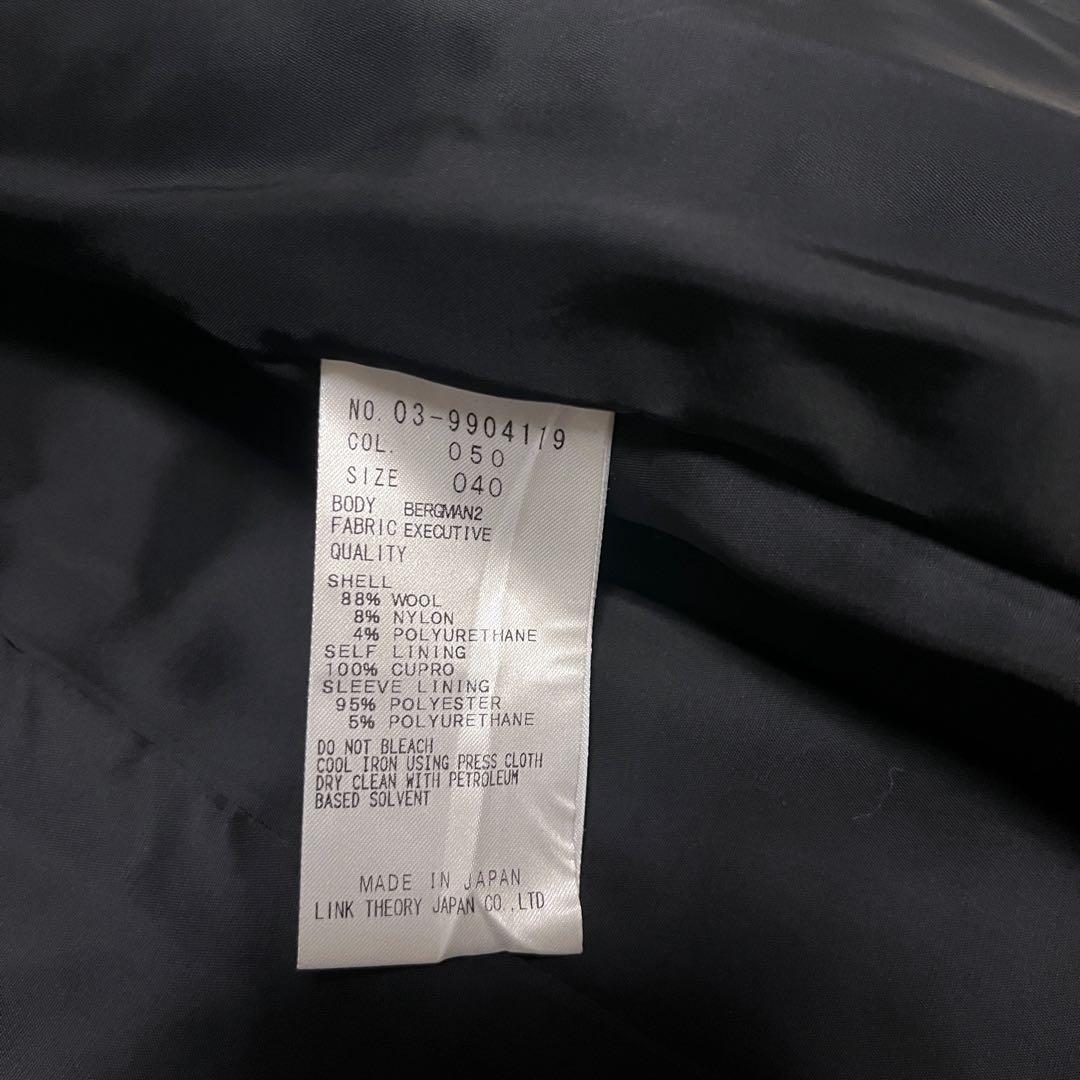 NO. 03-9904119
COL. 050
SIZE 040
BODY BERGMAN2
FABRIC EXECUTIVE
QUALITY
SHELL
88% WOOL
8% NYLON
4% POLYURETHANE
SELF LINING
100% CUPRO
SLEEVE LINING
95% POLYESTER
5% POLYURETHANE
DO NOT BLEACH
COOL IRON USING PRESS CLOTH
DRY CLEAN WITH PETROLEUM
BASED SOLVENT
MADE IN JAPAN
LINK THEORY JAPAN CO.,LTD